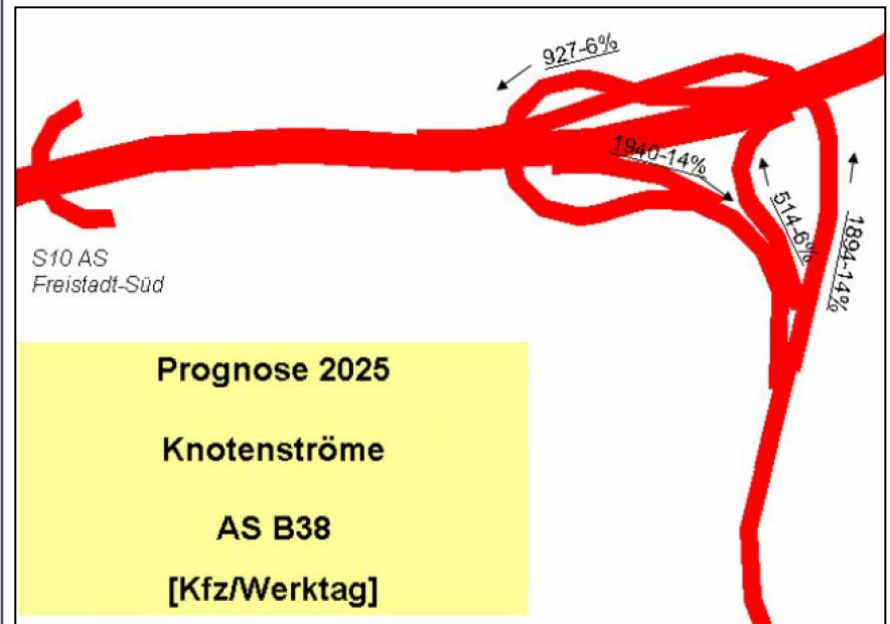 927-6%
1940-14%
514-6%
1894-14%
S10 AS
Freistadt-Süd
Prognose 2025
Knotenströme
AS B38
[Kfz/Werktag]